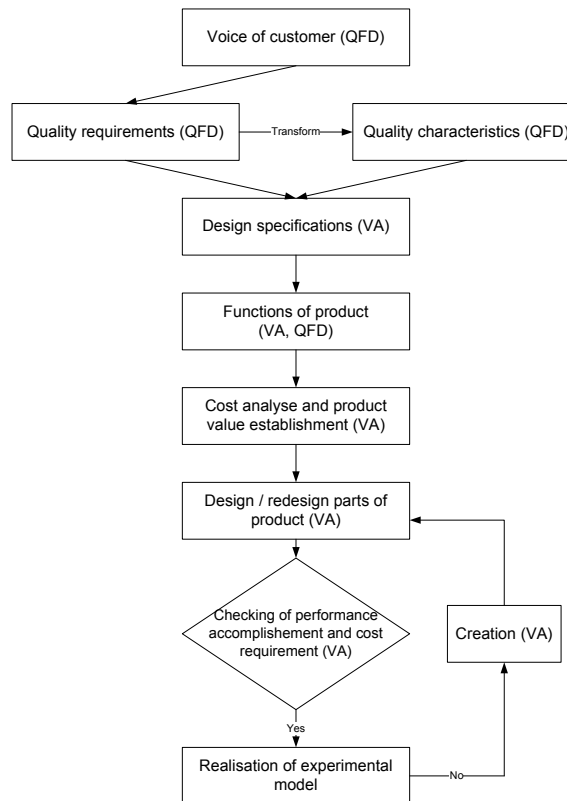 Voice of customer (QFD)
Quality requirements (QFD)
Transform
Quality characteristics (QFD)
Design specifications (VA)
Functions of product
(VA, QFD)
Cost analyse and product
value establishment (VA)
Design / redesign parts of
product (VA)
Checking of performance
accomplishement and cost
requirement (VA)
Creation (VA)
Yes
Realisation of experimental
model
No